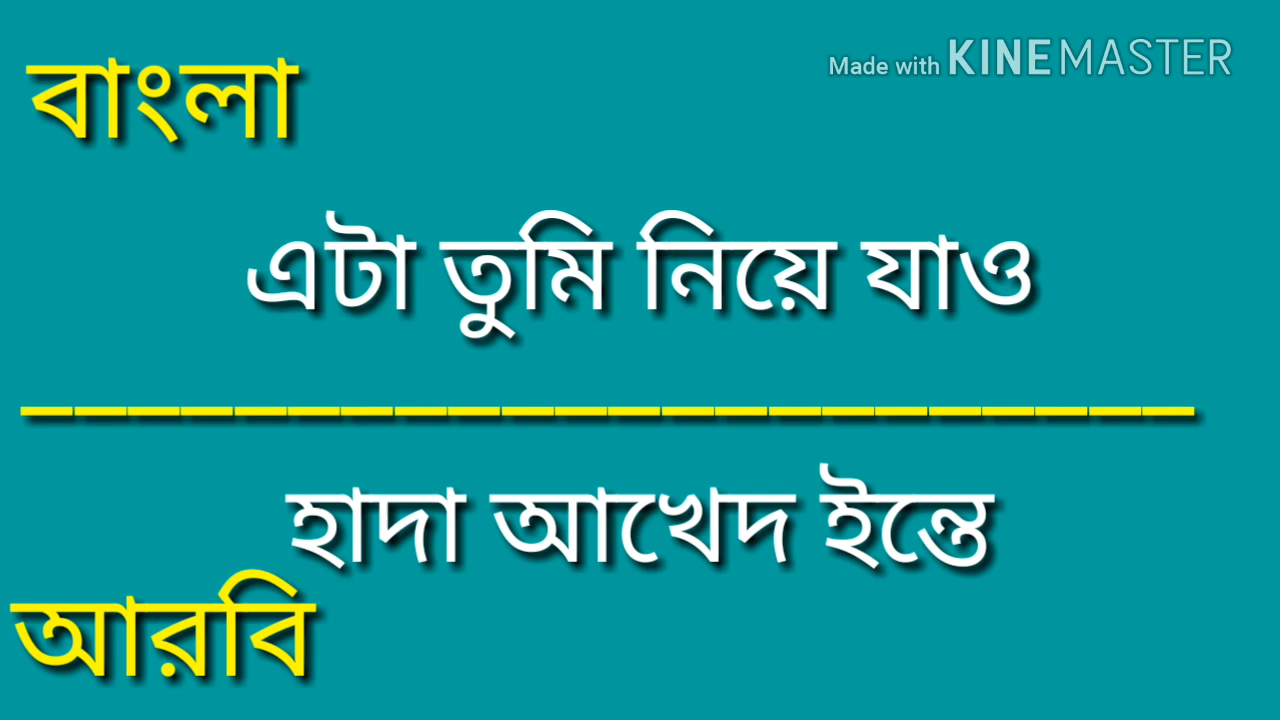 বাংলা
Made with KINEMASTER
এটা তুমি নিয়ে যাও
হাদা আখেদ ইন্তে
আরবি